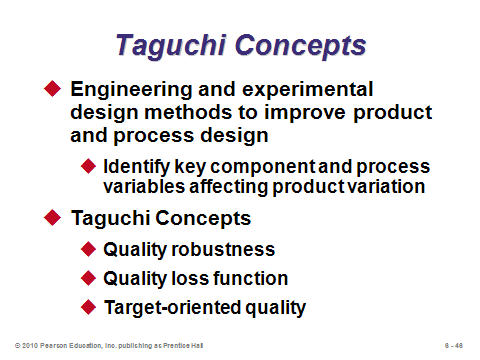 Taguchi Concepts
Engineering and experimental
design methods to improve product
and process design
Identify key component and process
variables affecting product variation
Taguchi Concepts
Quality robustness
Quality loss function
Target-oriented quality
© 2010 Pearson Education, Inc. publishing as Prentice Hall
6 - 46